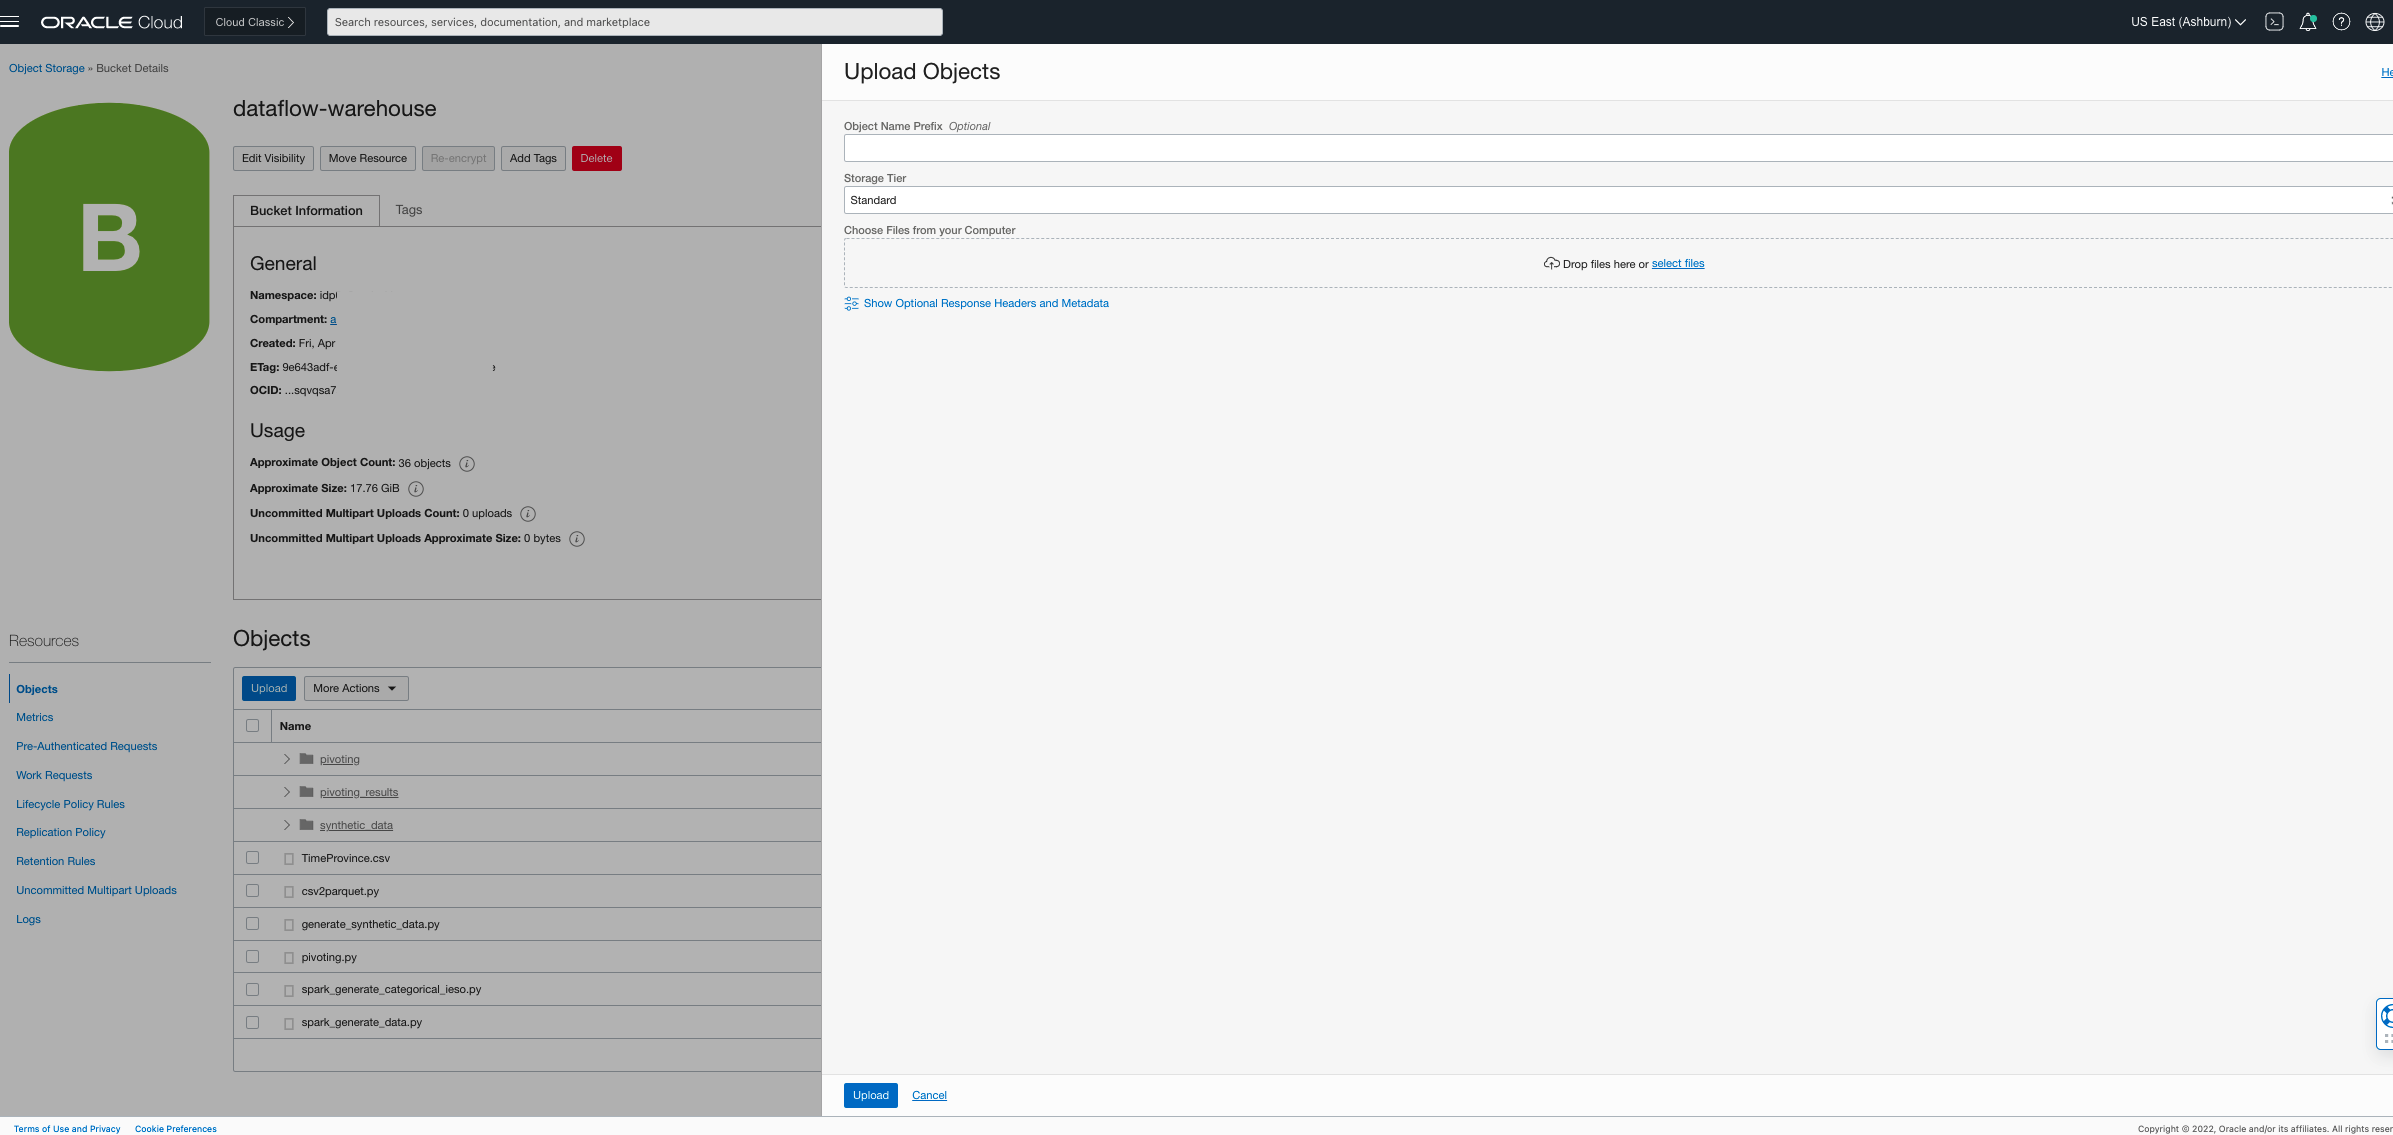 ORACLE Cloud
Cloud Classic
Search resources, services, documentation, and marketplace
US East (Ashburn)
Object Storage » Bucket Details
B
dataflow-warehouse
Edit Visibility
Move Resource
Re-encrypt
Add Tags
Delete
Bucket Information
Tags
General
Namespace: idp
Compartment: a
Created: Fri, Apr
ETag: 9e643adf-e
OCID: ...sqvqsa7
Usage
Approximate Object Count: 36 objects
Approximate Size: 17.76 GiB
Uncommitted Multipart Uploads Count: 0 uploads
Uncommitted Multipart Uploads Approximate Size: 0 bytes
Resources
Objects
Metrics
Pre-Authenticated Requests
Work Requests
Lifecycle Policy Rules
Replication Policy
Retention Rules
Uncommitted Multipart Uploads
Logs
Objects
Upload
More Actions
Name
pivoting
pivoting_results
synthetic_data
TimeProvince.csv
csv2parquet.py
generate_synthetic_data.py
pivoting.py
spark_generate_categorical_ieso.py
spark_generate_data.py
Upload Objects
He
Object Name Prefix Optional
Storage Tier
Standard
Choose Files from your Computer
Drop files here or select files
Show Optional Response Headers and Metadata
Upload
Cancel
Terms of Use and Privacy
Cookie Preferences
Copyright © 2022, Oracle and/or its affiliates. All rights reser